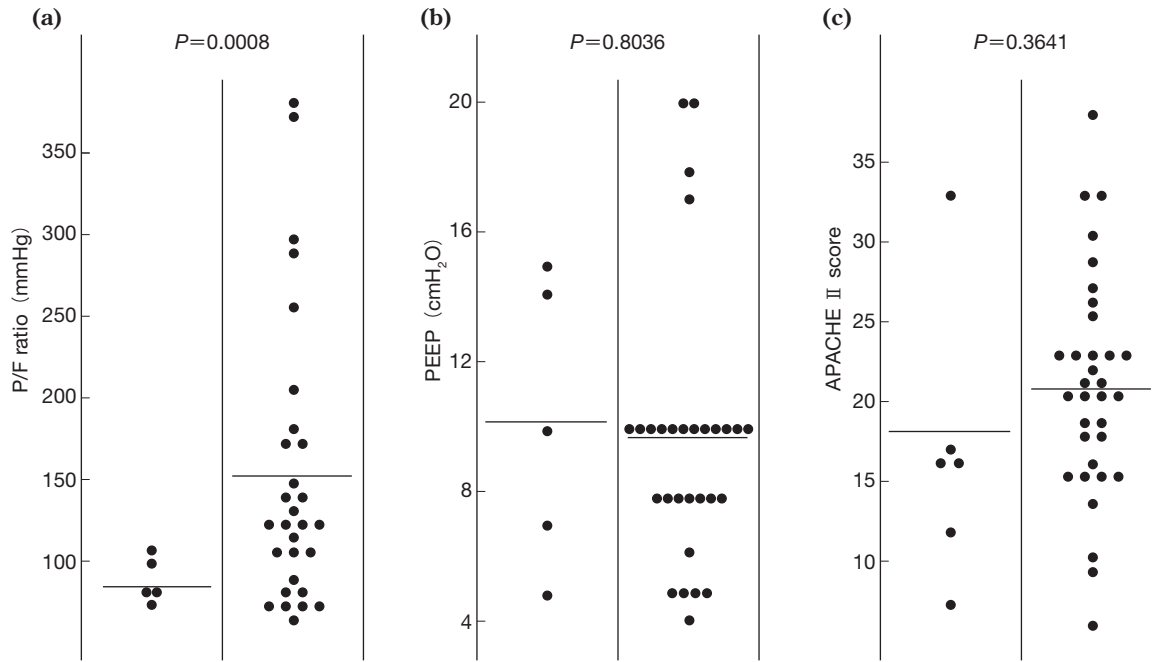 (a)
P=0.0008
P/F ratio (mmHg)
350
300
250
200
150
100
(b)
P=0.8036
PEEP (cmH₂O)
20
16
12
8
4
(c)
P=0.3641
APACHE Ⅱ score
35
30
25
20
15
10